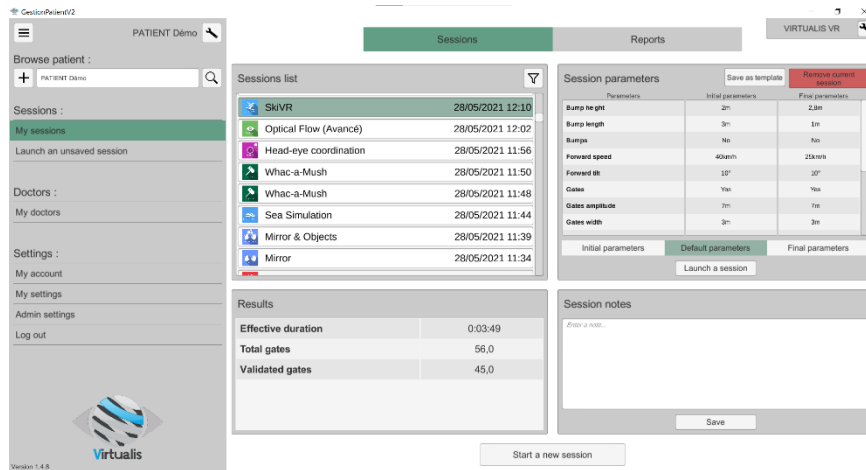 GestionPatientV2
PATIENT Démo
Browse patient :
PATIENT Démo
Sessions :
My sessions
Launch an unsaved session
Doctors :
My doctors
Settings :
My account
My settings
Admin settings
Log out
Virtualis
Version 1.4.8
Sessions
Reports
VIRTUALIS VR
Sessions list
SkiVR 28/05/2021 12:10
Optical Flow (Avancé) 28/05/2021 12:02
Head-eye coordination 28/05/2021 11:56
Whac-a-Mush 28/05/2021 11:50
Whac-a-Mush 28/05/2021 11:48
Sea Simulation 28/05/2021 11:44
Mirror & Objects 28/05/2021 11:39
Mirror 28/05/2021 11:34
Session parameters
Save as template
Remove current
session
Parameters Initial parameters Final parameters
Bump height 2m 2,8m
Bump length 3m 1m
Bumps No No
Forward speed 40km/h 25km/h
Forward tilt 10° 10°
Gates Yes Yes
Gates amplitude 7m 7m
Gates width 3m 3m
Initial parameters Default parameters Final parameters
Launch a session
Results
Effective duration 0:03:49
Total gates 56,0
Validated gates 45,0
Session notes
Enter a note...
Save
Start a new session